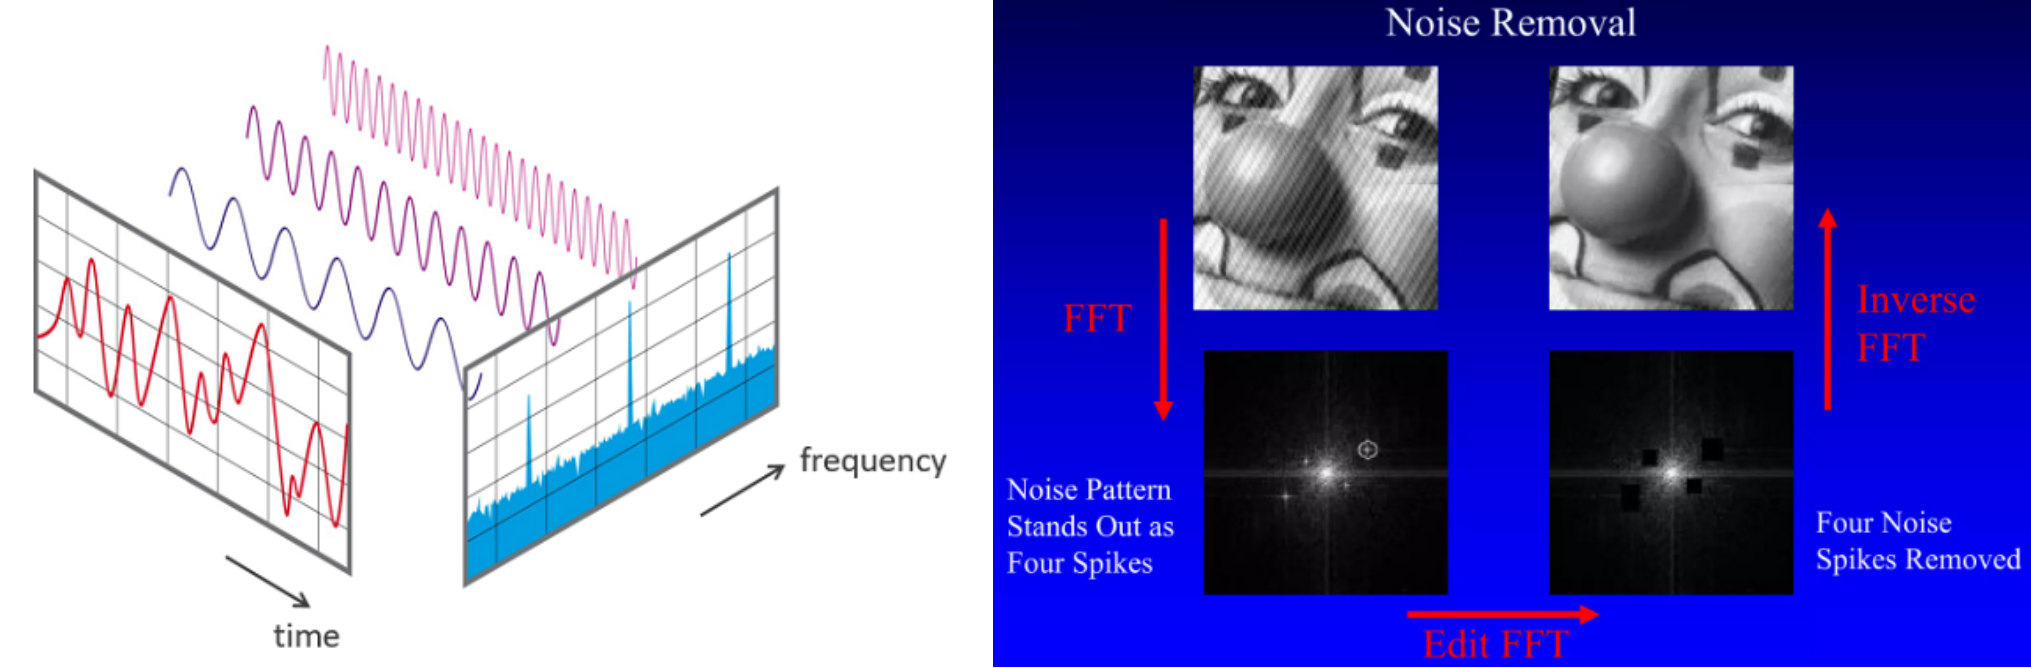 time
frequency
Noise Removal
FFT
Inverse
FFT
Noise Pattern
Stands Out as
Four Spikes
Four Noise
Spikes Removed
Edit FFT